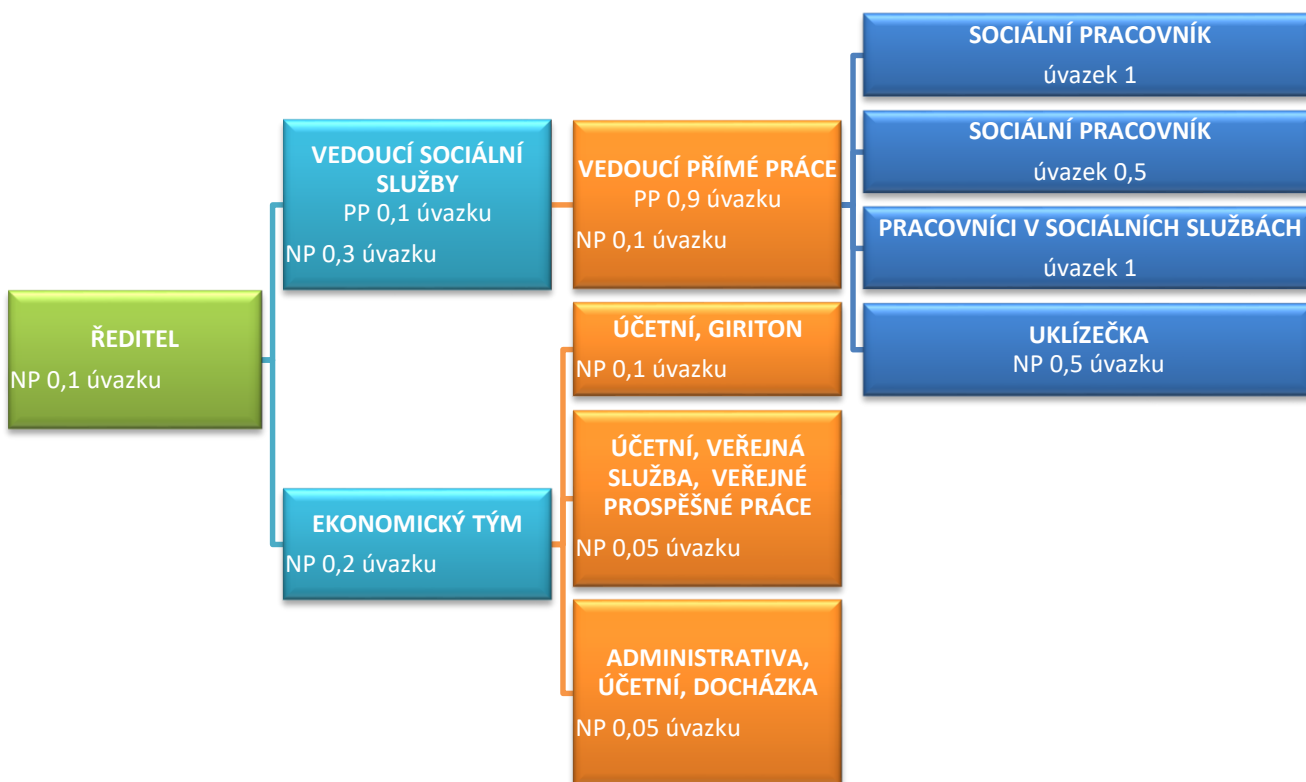 ŘEDITEL
NP 0,1 úvazku
VEDOUCÍ SOCIÁLNÍ
SLUŽBY
PP 0,1 úvazku
NP 0,3 úvazku
VEDOUCÍ PŘÍMÉ PRÁCE
PP 0,9 úvazku
NP 0,1 úvazku
SOCIÁLNÍ PRACOVNÍK
úvazek 1
SOCIÁLNÍ PRACOVNÍK
úvazek 0,5
PRACOVNÍCI V SOCIÁLNÍCH SLUŽBÁCH
úvazek 1
UKLÍZEČKA
NP 0,5 úvazku
EKONOMICKÝ TÝM
NP 0,2 úvazku
ÚČETNÍ, GIRITON
NP 0,1 úvazku
ÚČETNÍ, VEŘEJNÁ
SLUŽBA, VEŘEJNÉ
PROSPĚŠNÉ PRÁCE
NP 0,05 úvazku
ADMINISTRATIVA,
ÚČETNÍ, DOCHÁZKA
NP 0,05 úvazku